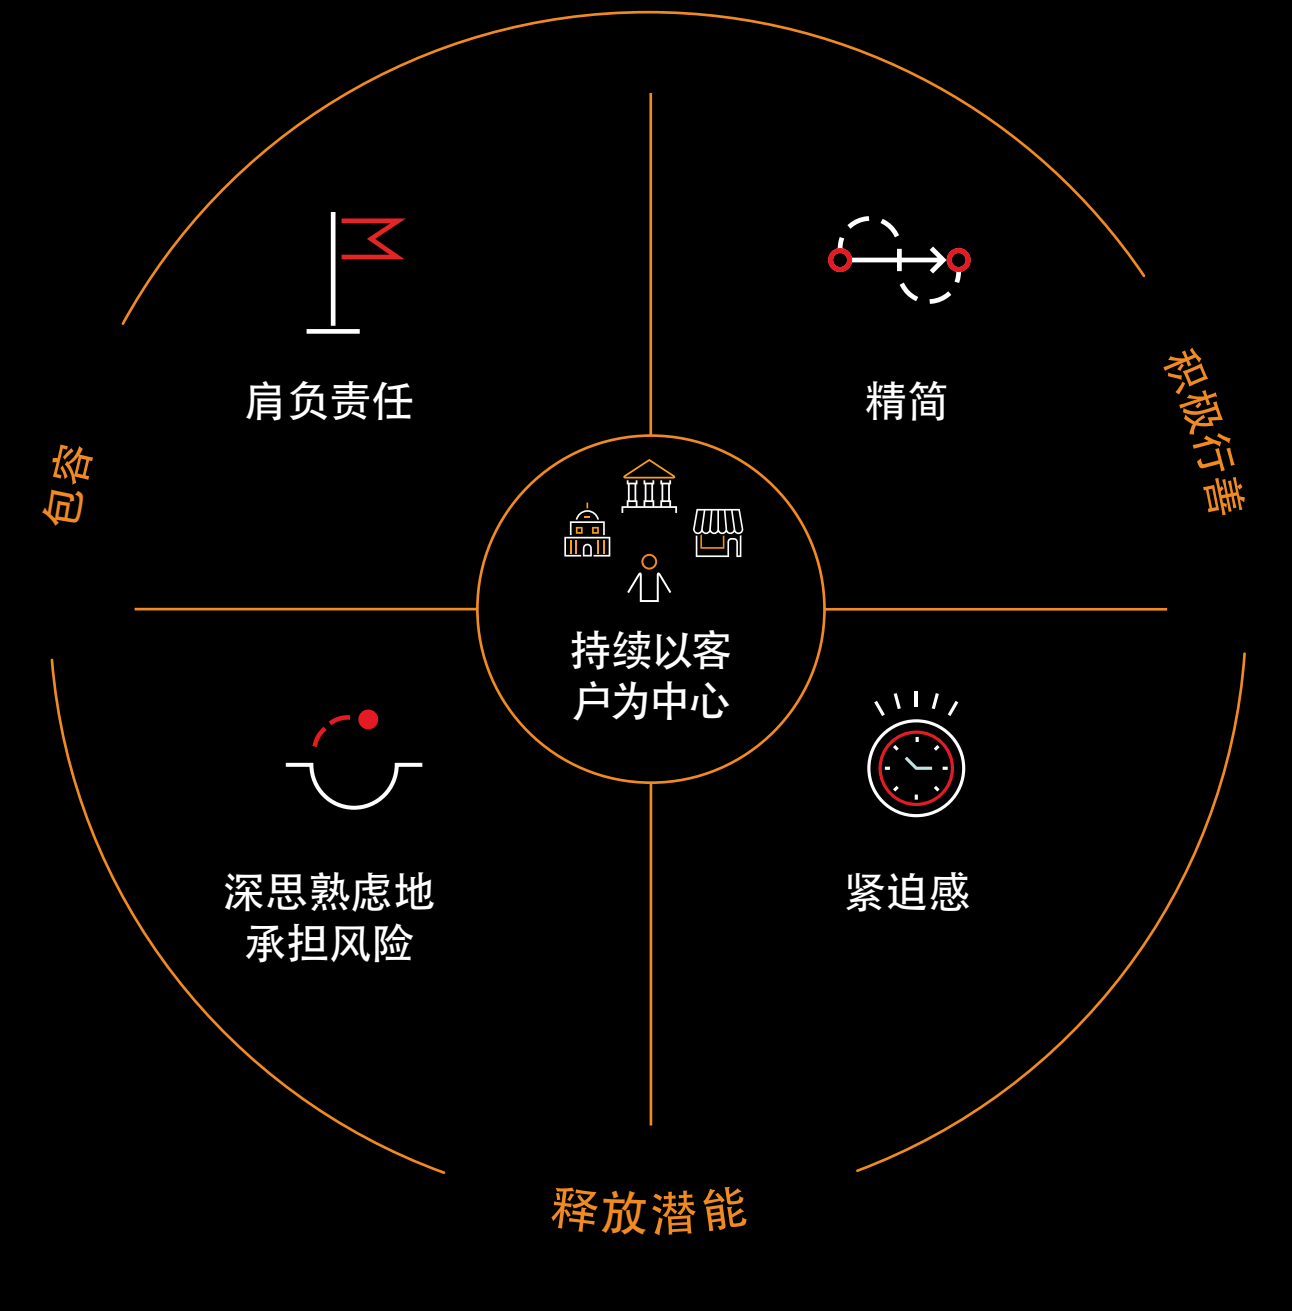 肩负责任
精简
包容
积极行善
持续以客
户为中心
深思熟虑地
承担风险
紧迫感
释放潜能